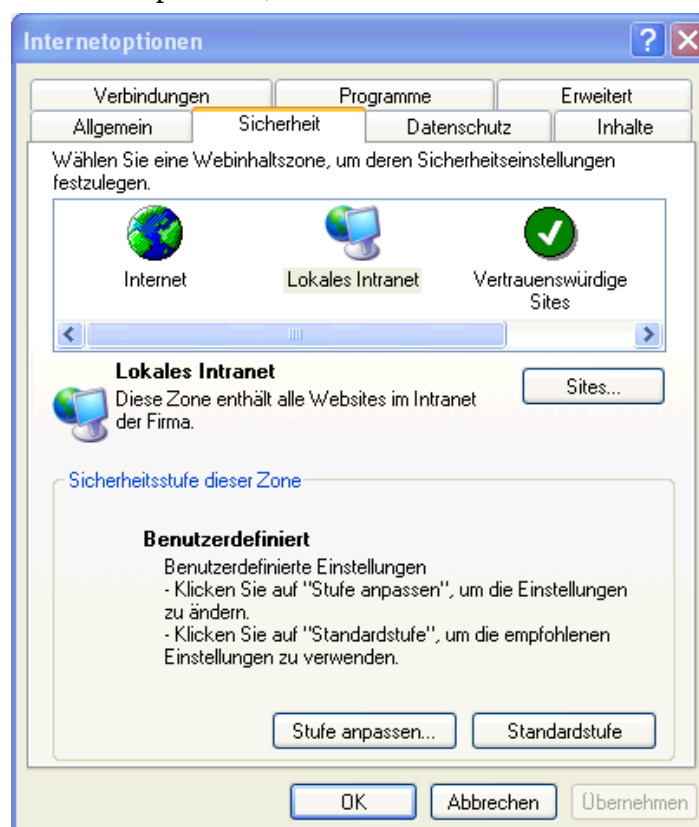 Internetoptionen
Verbindungen Programme Erweitert
Allgemein Sicherheit Datenschutz Inhalte
Wählen Sie eine Webinhaltszone, um deren Sicherheitseinstellungen
festzulegen.
Internet Lokales Intranet Vertrauenswürdige
Sites
Lokales Intranet
Sites...
Diese Zone enthält alle Websites im Intranet
der Firma.
Sicherheitsstufe dieser Zone
Benutzerdefiniert
Benutzerdefinierte Einstellungen
- Klicken Sie auf "Stufe anpassen", um die Einstellungen
zu ändern.
- Klicken Sie auf "Standardstufe", um die empfohlenen
Einstellungen zu verwenden.
Stufe anpassen... Standardstufe
OK Abbrechen Übernehmen